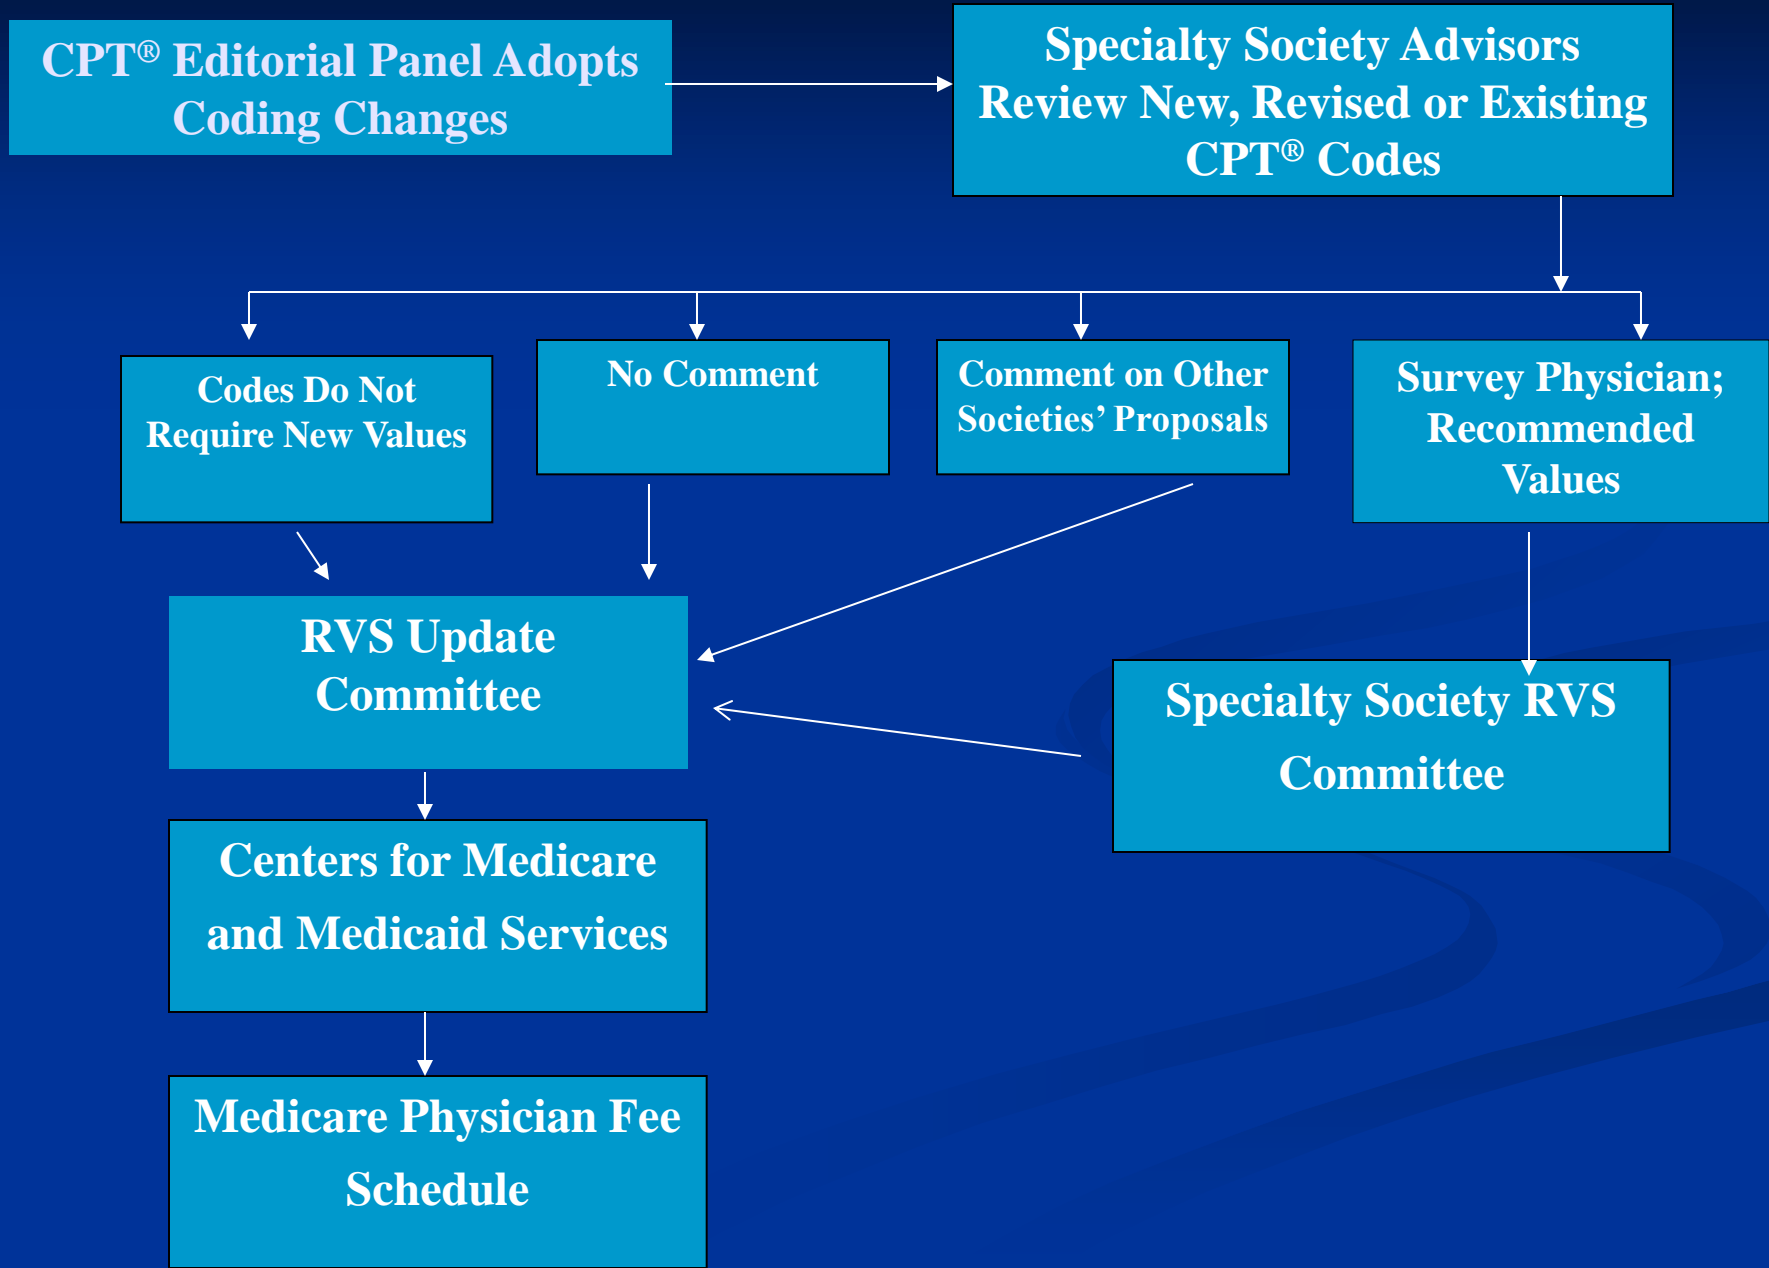 CPT® Editorial Panel Adopts
Coding Changes
Specialty Society Advisors
Review New, Revised or Existing
CPT® Codes
Codes Do Not
Require New Values
No Comment
Comment on Other
Societies’ Proposals
Survey Physician;
Recommended
Values
RVS Update
Committee
Specialty Society RVS
Committee
Centers for Medicare
and Medicaid Services
Medicare Physician Fee
Schedule